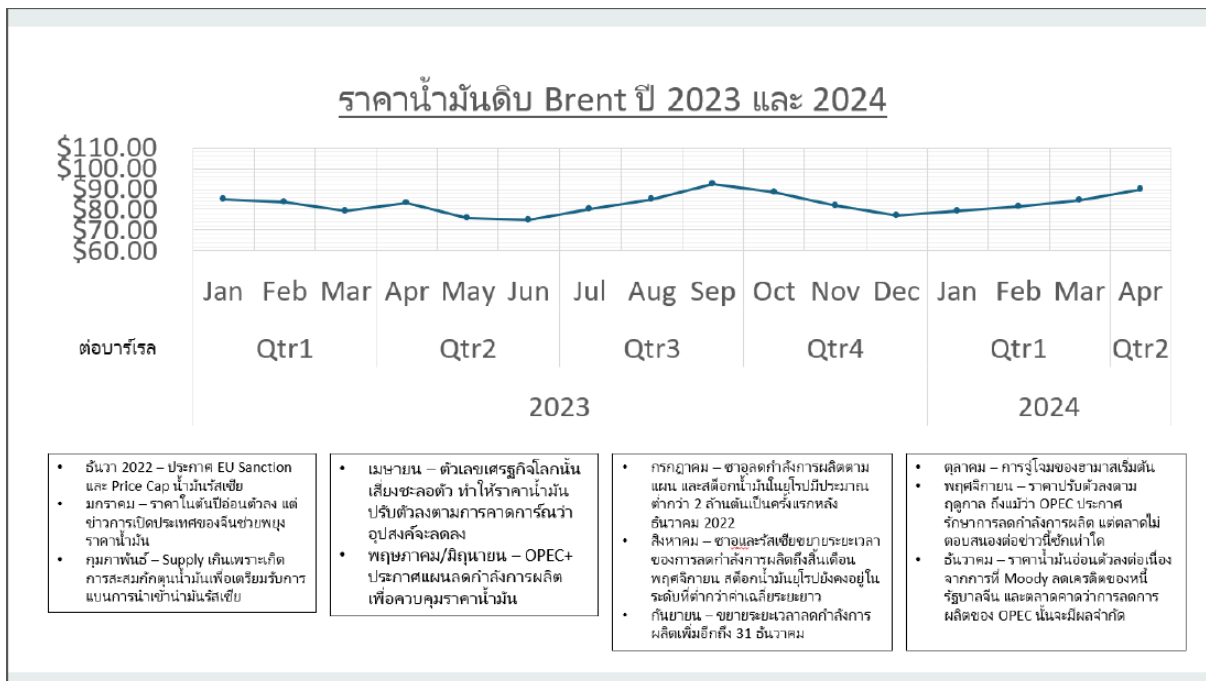 ราคาน้ำมันดิบ Brent ปี 2023 และ 2024
$110.00
$100.00
$90.00
$80.00
$70.00
$60.00
Jan Feb Mar Apr May Jun Jul Aug Sep Oct Nov Dec Jan Feb Mar Apr
ต่อบาร์เรล Qtr1 Qtr2 Qtr3 Qtr4 Qtr1 Qtr2
2023 2024
• ธันวา 2022 – ประกาศ EU Sanction
และ Price Cap น้ำมันรัสเซีย
• มกราคม – ราคาในต้นปีอ่อนตัวลง แต่
ข่าวการเปิดประเทศของจีนช่วยพยุง
ราคาน้ำมัน
• กุมภาพันธ์ – Supply เกินเพราะเกิด
การสะสมกักตุนน้ำมันเพื่อเตรียมรับการ
แบนการนำเข้าน้ำมันรัสเซีย
• เมษายน – ตัวเลขเศรษฐกิจโลกนั้น
เสี่ยงชะลอตัว ทำให้ราคาน้ำมัน
ปรับตัวลงตามการคาดการ์ณว่า
อุปสงค์จะลดลง
• พฤษภาคม/มิถุนายน – OPEC+
ประกาศแผนลดกำลังการผลิต
เพื่อควบคุมราคาน้ำมัน
• กรกฎาคม – ซาอุลดกำลังการผลิตตาม
แผน และสต็อกน้ำมันในยุโรปมีประมาณ
ต่ำกว่า 2 ล้านตันเป็นครั้งแรกหลัง
ธันวาคม 2022
• สิงหาคม – ซาอุและรัสเซียขยายระยะเวลา
ของการลดกำลังการผลิตถึงสิ้นเดือน
พฤศจิกายน สต็อกน้ำมันยุโรปยังคงอยู่ใน
ระดับที่ต่ำกว่าค่าเฉลี่ยระยะยาว
• กันยายน – ขยายระยะเวลาลดกำลังการ
ผลิตเพิ่มอีกถึง 31 ธันวาคม
• ตุลาคม – การจู่โจมของฮามาสเริ่มต้น
• พฤศจิกายน – ราคาปรับตัวลงตาม
ฤดูกาล ถึงแม้ว่า OPEC ประกาศ
รักษาการลดกำลังการผลิต แต่ตลาดไม่
ตอบสนองต่อข่าวนี้ซักเท่าใด
• ธันวาคม – ราคาน้ำมันอ่อนตัวลงต่อเนื่อง
จากการที่ Moody ลดเครดิตของหนี้
รัฐบาลจีน และตลาดคาดว่าการลดการ
ผลิตของ OPEC นั้นจะมีผลจำกัด